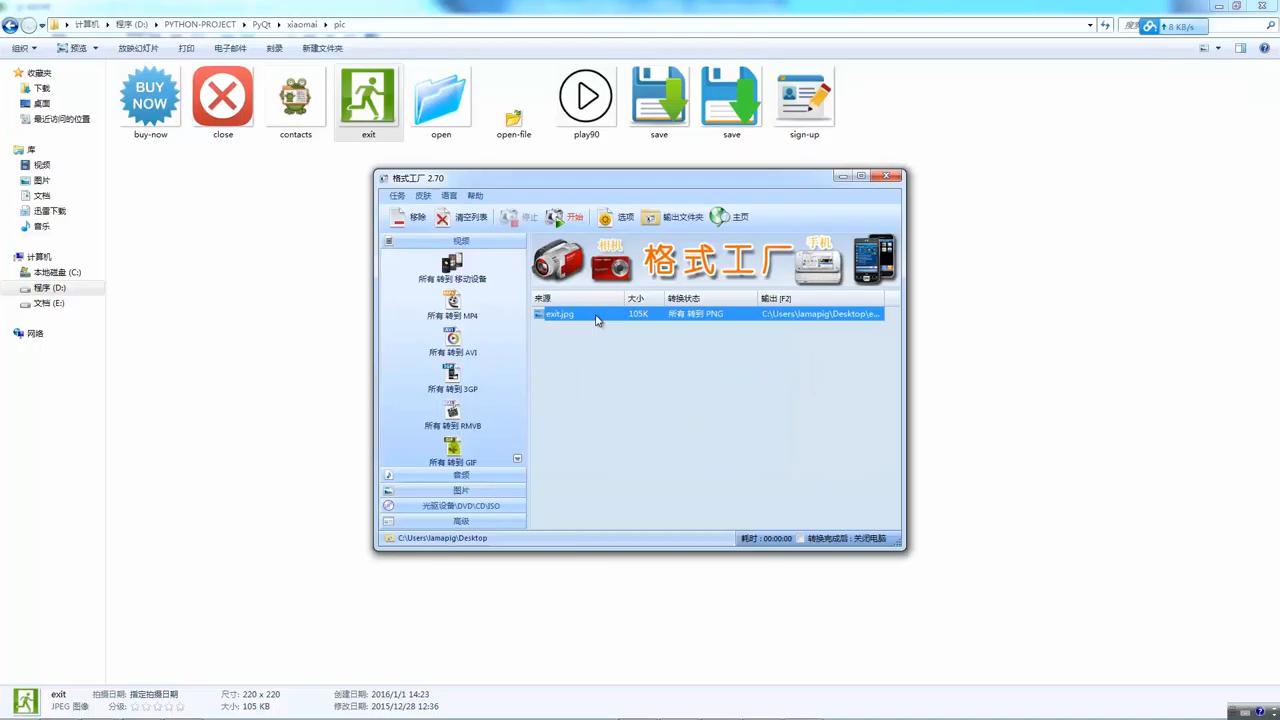 计算机 程序 (D:) PYTHON-PROJECT PyQt xiaomai pic
8 KB/s
组织 预览 放映幻灯片 打印 电子邮件 刻录 新建文件夹
收藏夹
下载
桌面
最近访问的位置
库
视频
图片
文档
迅雷下载
音乐
计算机
本地磁盘 (C:)
程序 (D:)
文档 (E:)
网络
BUY
NOW
buy-now close contacts exit open open-file play90 save save sign-up
格式工厂 2.70
任务 皮肤 语言 帮助
移除 清空列表 停止 开始 选项 输出文件夹 主页
视频
所有 转到 移动设备
所有 转到 MP4
所有 转到 AVI
所有 转到 3GP
所有 转到 RMVB
所有 转到 GIF
音频
图片
光驱设备\DVD\CD\ISO
高级
相机 格式工厂 手机
来源 大小 转换状态 输出 [F2]
exit.jpg 105K 所有 转到 PNG C:\Users\lamapig\Desktop\e...
C:\Users\lamapig\Desktop 耗时 : 00:00:00 转换完成后 : 关闭电脑
exit 拍摄日期: 指定拍摄日期 尺寸: 220 x 220 创建日期: 2016/1/1 14:23
JPEG 图像 分级: 大小: 105 KB 修改日期: 2015/12/28 12:36